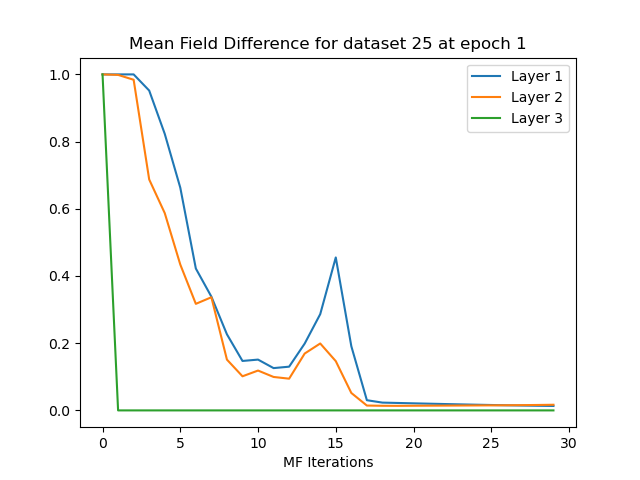 Mean Field Difference for dataset 25 at epoch 1
1.0
0.8
0.6
0.4
0.2
0.0
Layer 1
Layer 2
Layer 3
0 5 10 15 20 25 30
MF Iterations